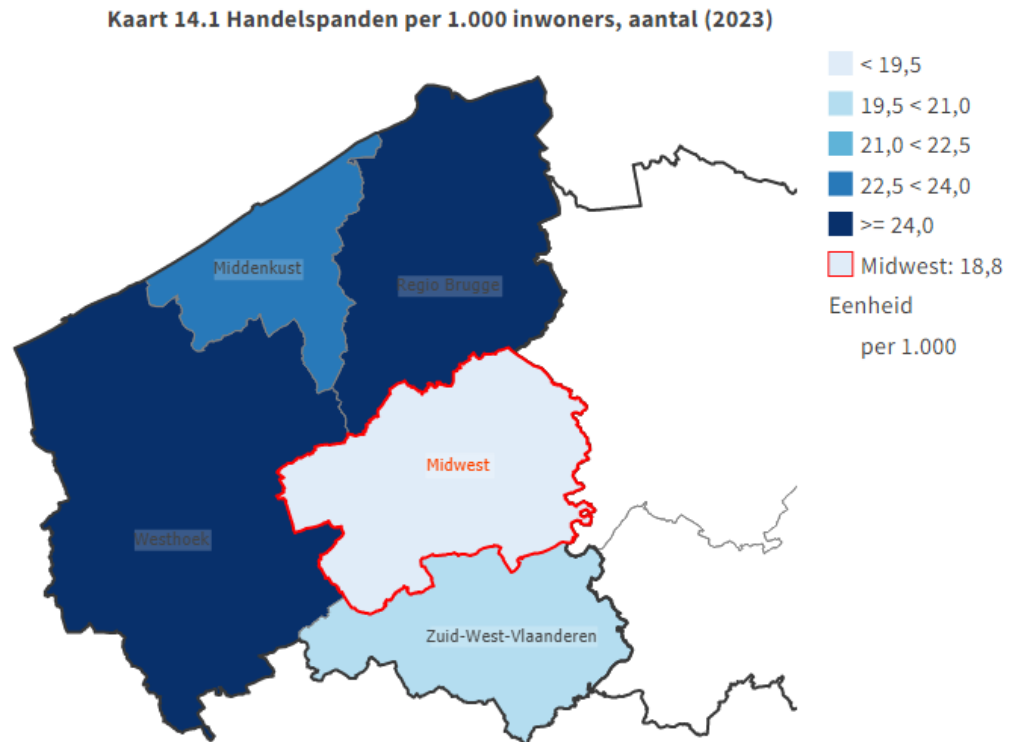 Kaart 14.1 Handelspanden per 1.000 inwoners, aantal (2023)
< 19,5
19,5 < 21,0
21,0 < 22,5
22,5 < 24,0
>= 24,0
Midwest: 18,8
Eenheid
per 1.000
Middenkust
Regio Brugge
Midwest
Westhoek
Zuid-West-Vlaanderen